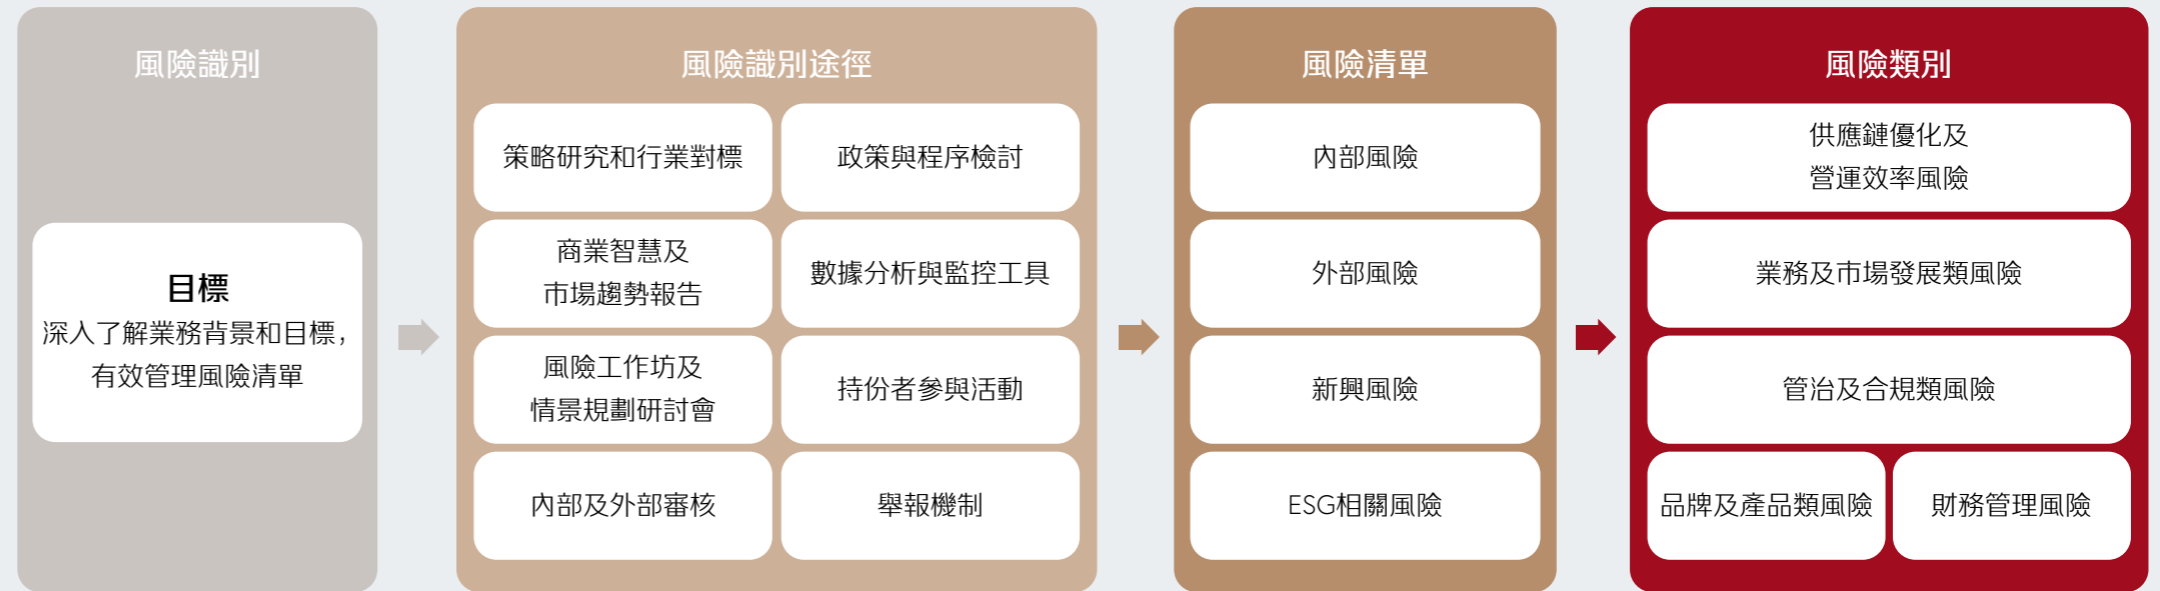 風險識別
目標
深入了解業務背景和目標，
有效管理風險清單
風險識別途徑
策略研究和行業對標
政策與程序檢討
商業智慧及
市場趨勢報告
數據分析與監控工具
風險工作坊及
情景規劃研討會
持份者參與活動
內部及外部審核
舉報機制
風險清單
內部風險
外部風險
新興風險
ESG相關風險
風險類別
供應鏈優化及
營運效率風險
業務及市場發展類風險
管治及合規類風險
品牌及產品類風險
財務管理風險